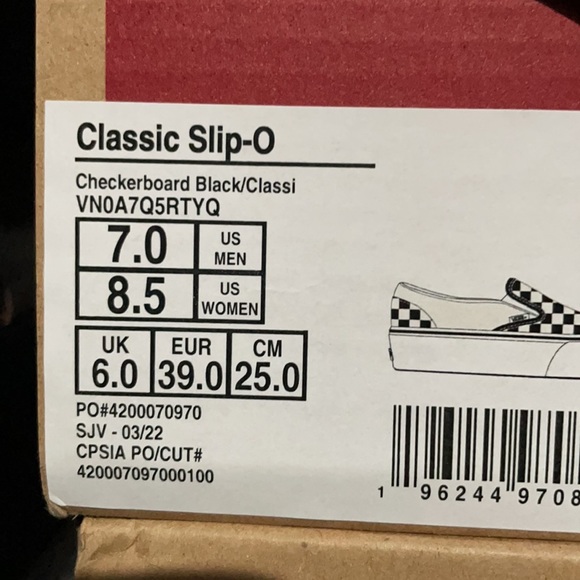 Classic Slip-O
Checkerboard Black/Classi
VN0A7Q5RTYQ
7.0 US MEN
8.5 US WOMEN
UK EUR CM
6.0 39.0 25.0
PO#4200070970
SJV - 03/22
CPSIA PO/CUT#
420007097000100
1 96244 9708